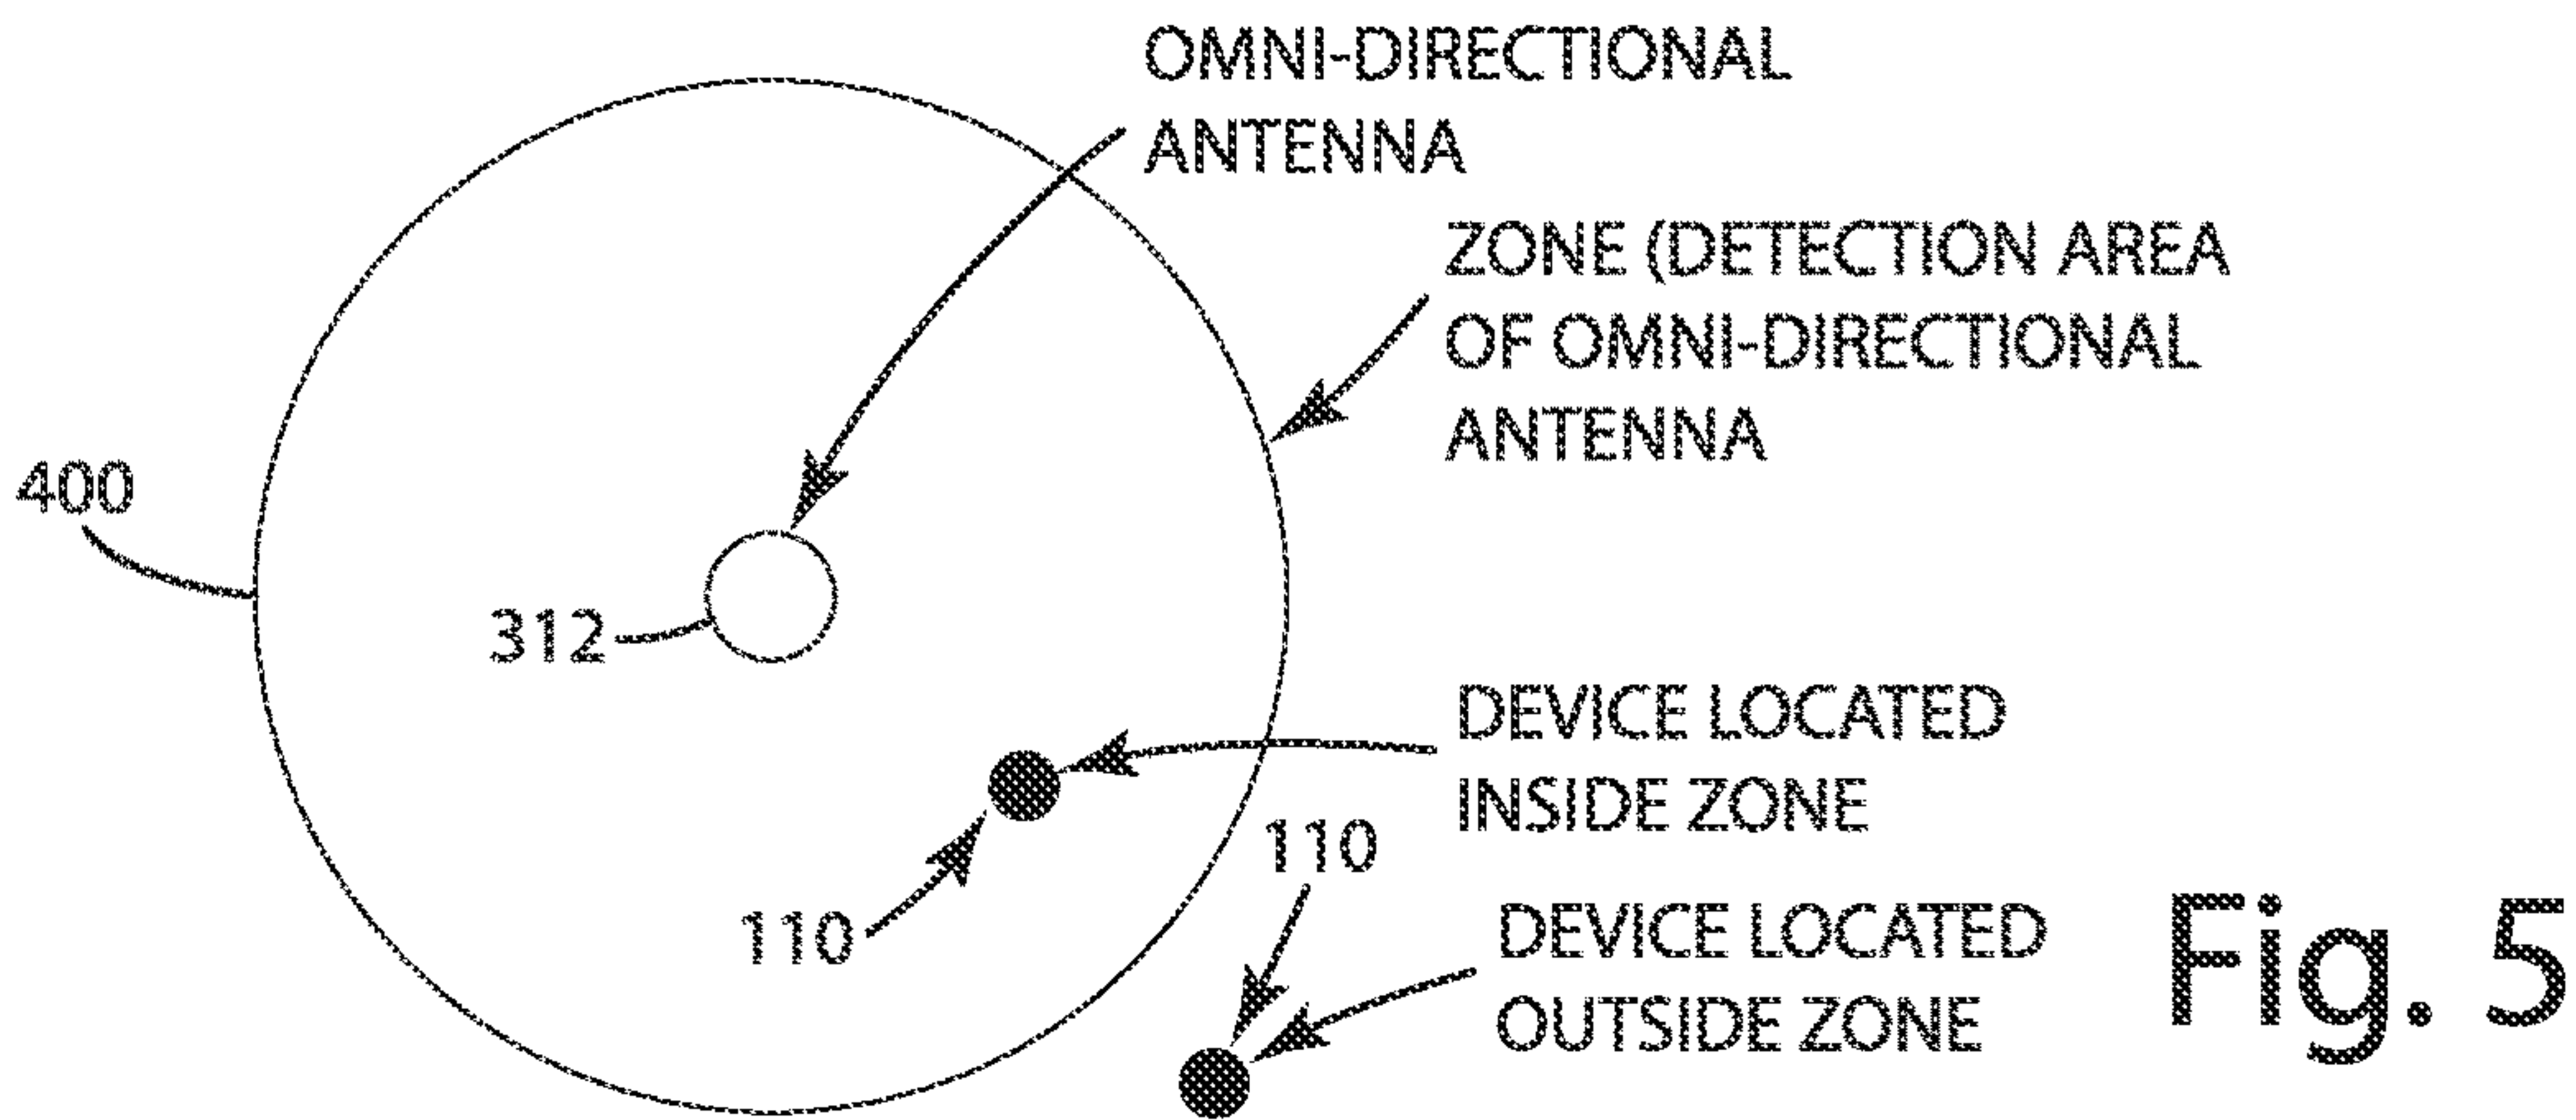 OMNI-DIRECTIONAL
ANTENNA
ZONE (DETECTION AREA
OF OMNI-DIRECTIONAL
ANTENNA
400
312
DEVICE LOCATED
INSIDE ZONE
110
110
DEVICE LOCATED
OUTSIDE ZONE
Fig. 5